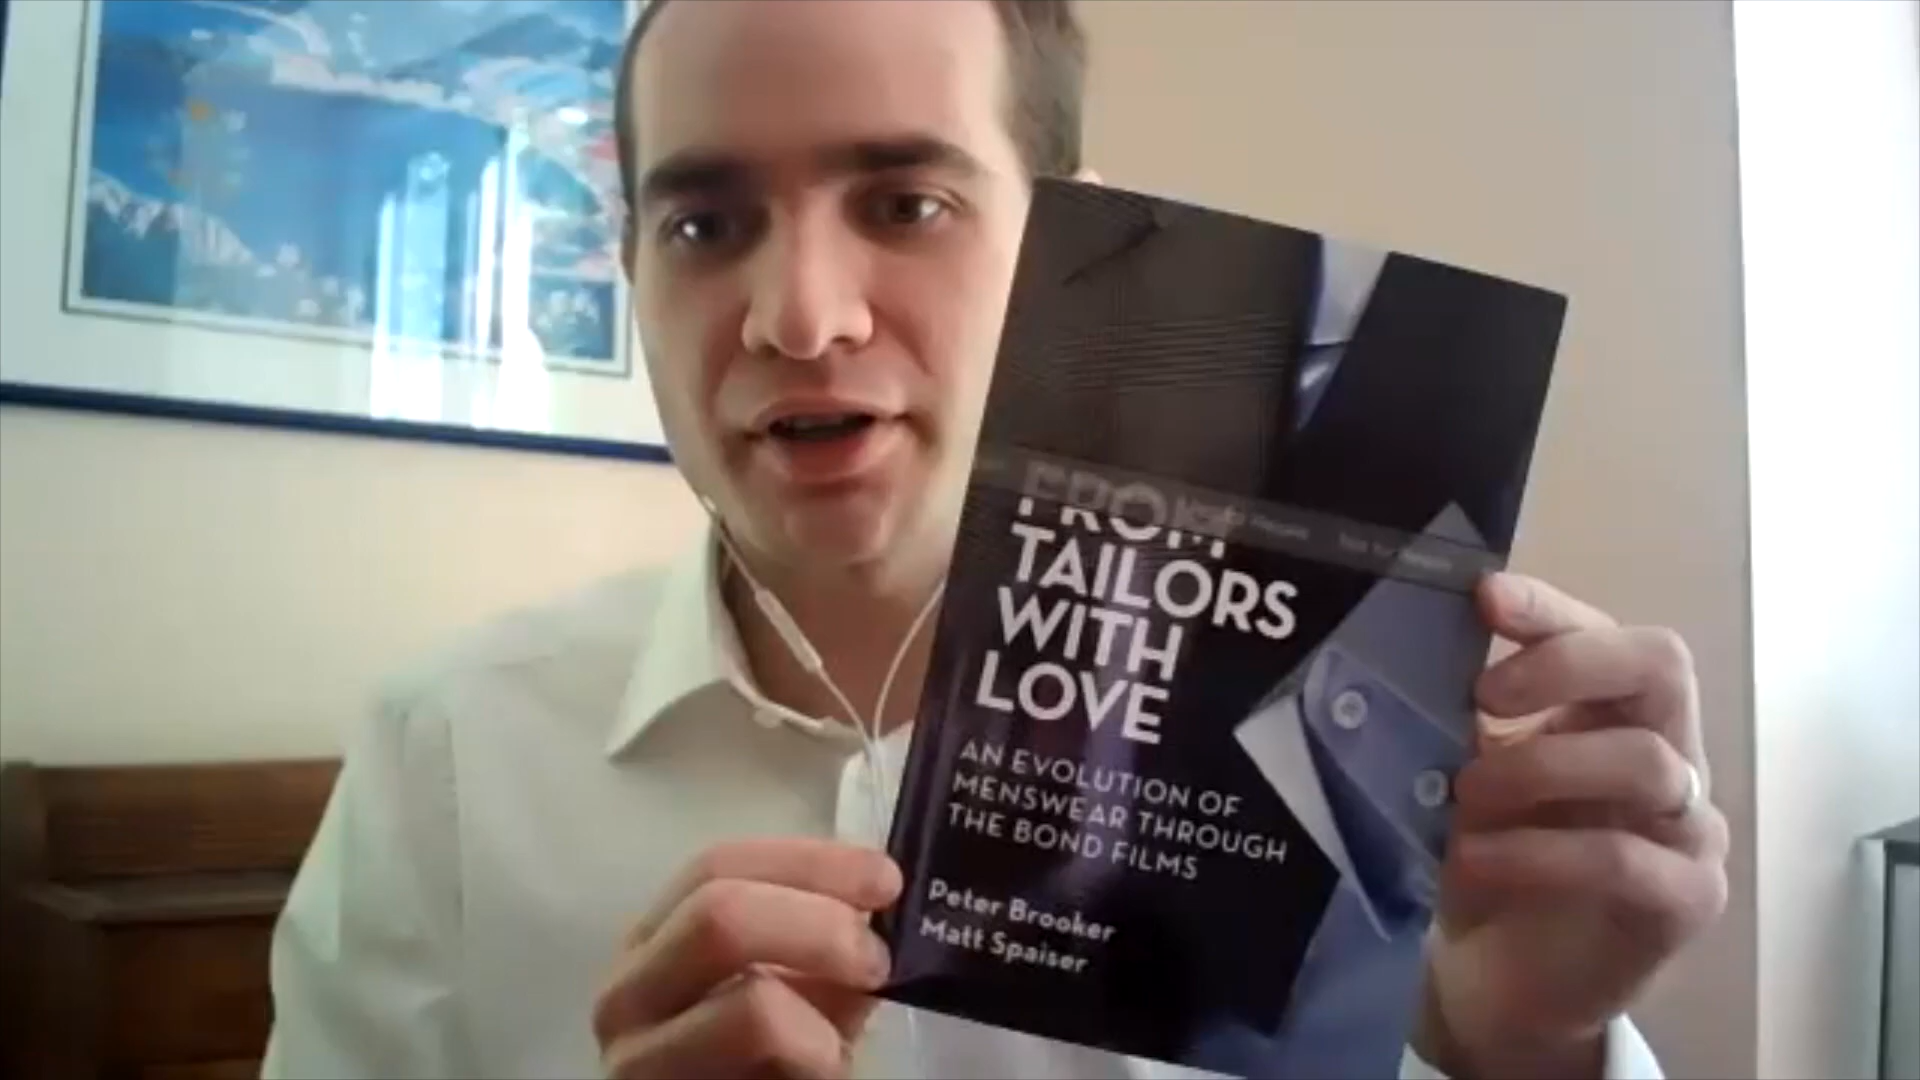 FROM
TAILORS
WITH
LOVE
AN EVOLUTION OF
MENSWEAR THROUGH
THE BOND FILMS
Peter Brooker
Matt Spaiser